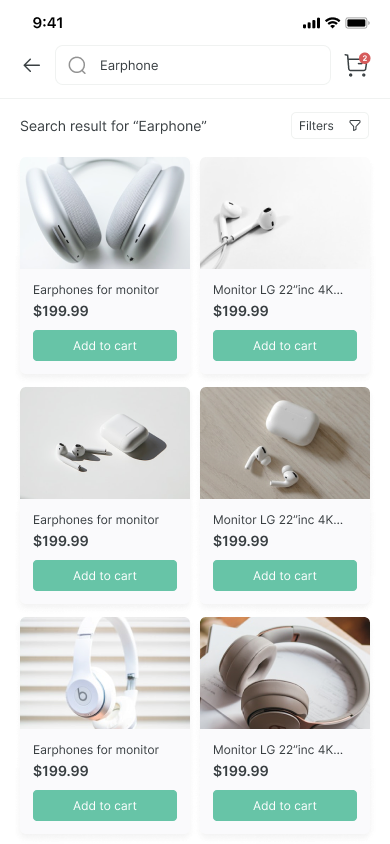 9:41
Earphone
2
Search result for “Earphone”
Filters
Earphones for monitor
$199.99
Add to cart
Monitor LG 22”inc 4K...
$199.99
Add to cart
Earphones for monitor
$199.99
Add to cart
Monitor LG 22”inc 4K...
$199.99
Add to cart
b
Earphones for monitor
$199.99
Add to cart
Monitor LG 22”inc 4K...
$199.99
Add to cart